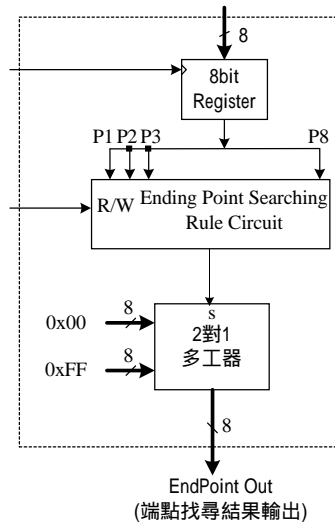 8
8bit
Register
P1 P2 P3 P8
R/W Ending Point Searching
Rule Circuit
s
0x00 8
2對1
多工器
0xFF 8
8
EndPoint Out
(端點找尋結果輸出)